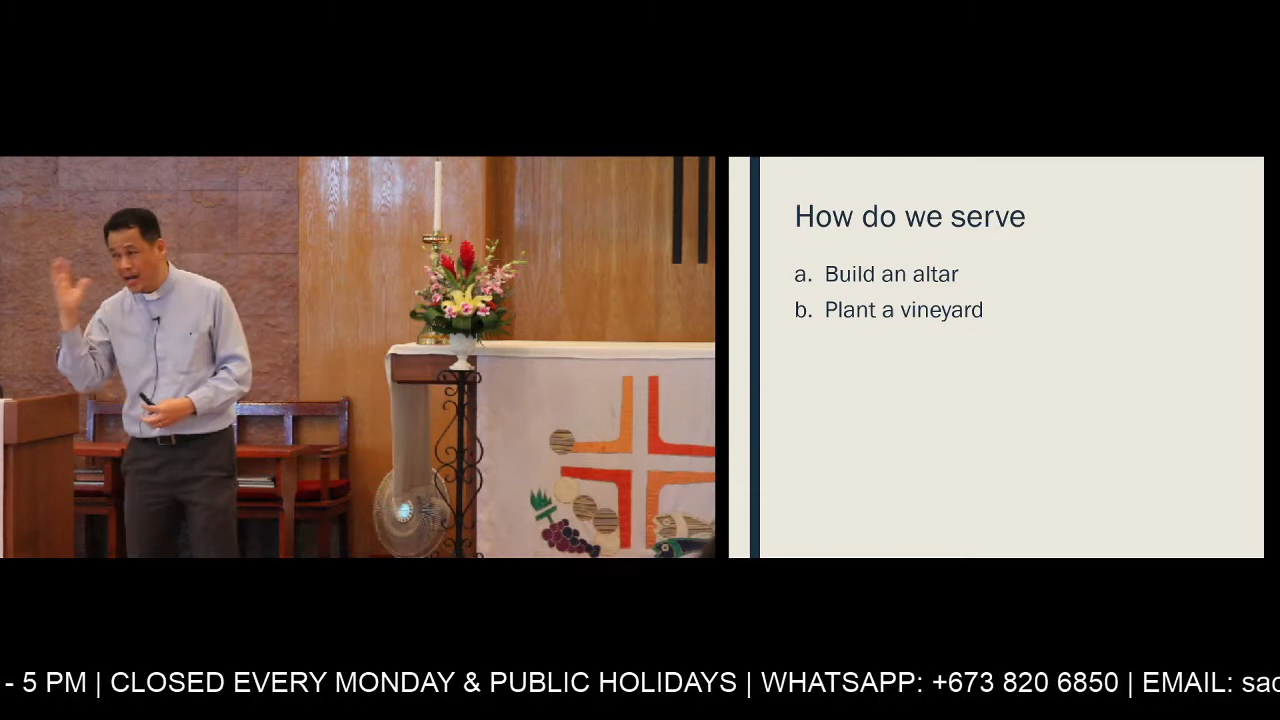 How do we serve
a. Build an altar
b. Plant a vineyard
- 5 PM | CLOSED EVERY MONDAY & PUBLIC HOLIDAYS | WHATSAPP: +673 820 6850 | EMAIL: